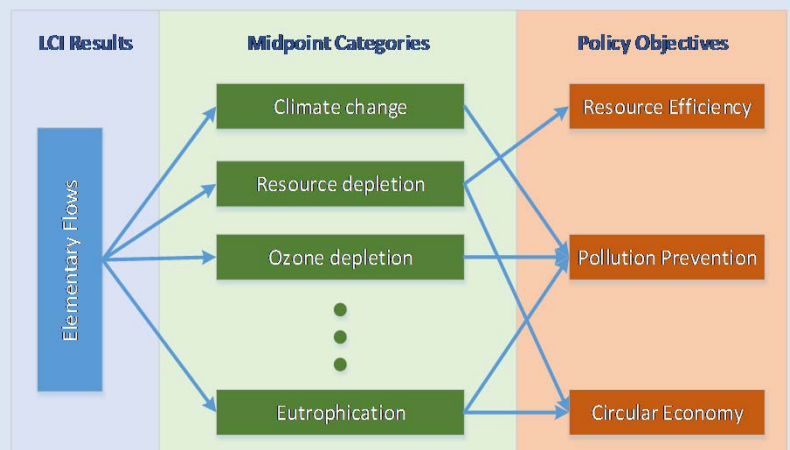 LCI Results
Midpoint Categories
Policy Objectives
Elementary Flows
Climate change
Resource depletion
Ozone depletion
Eutrophication
Resource Efficiency
Pollution Prevention
Circular Economy